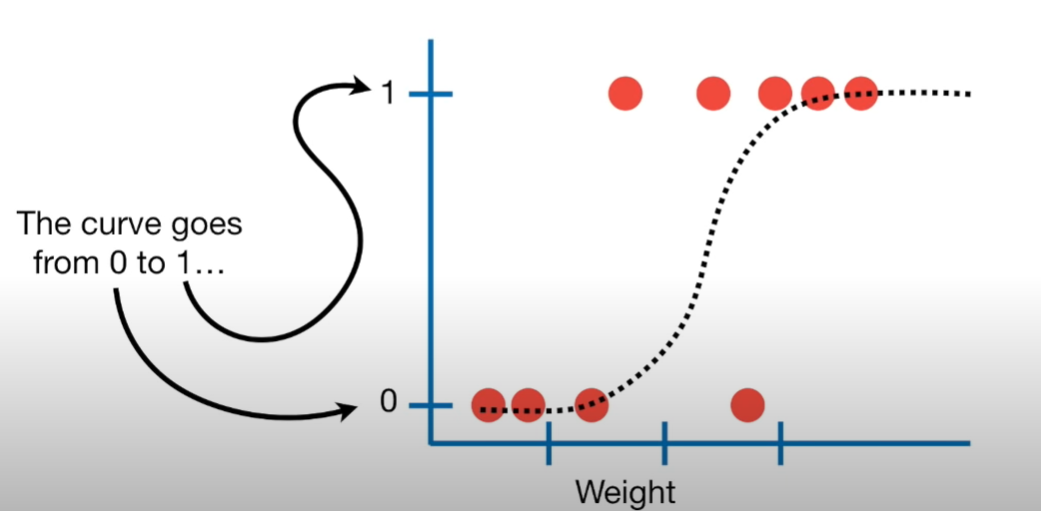 1
The curve goes
from 0 to 1...
0
Weight